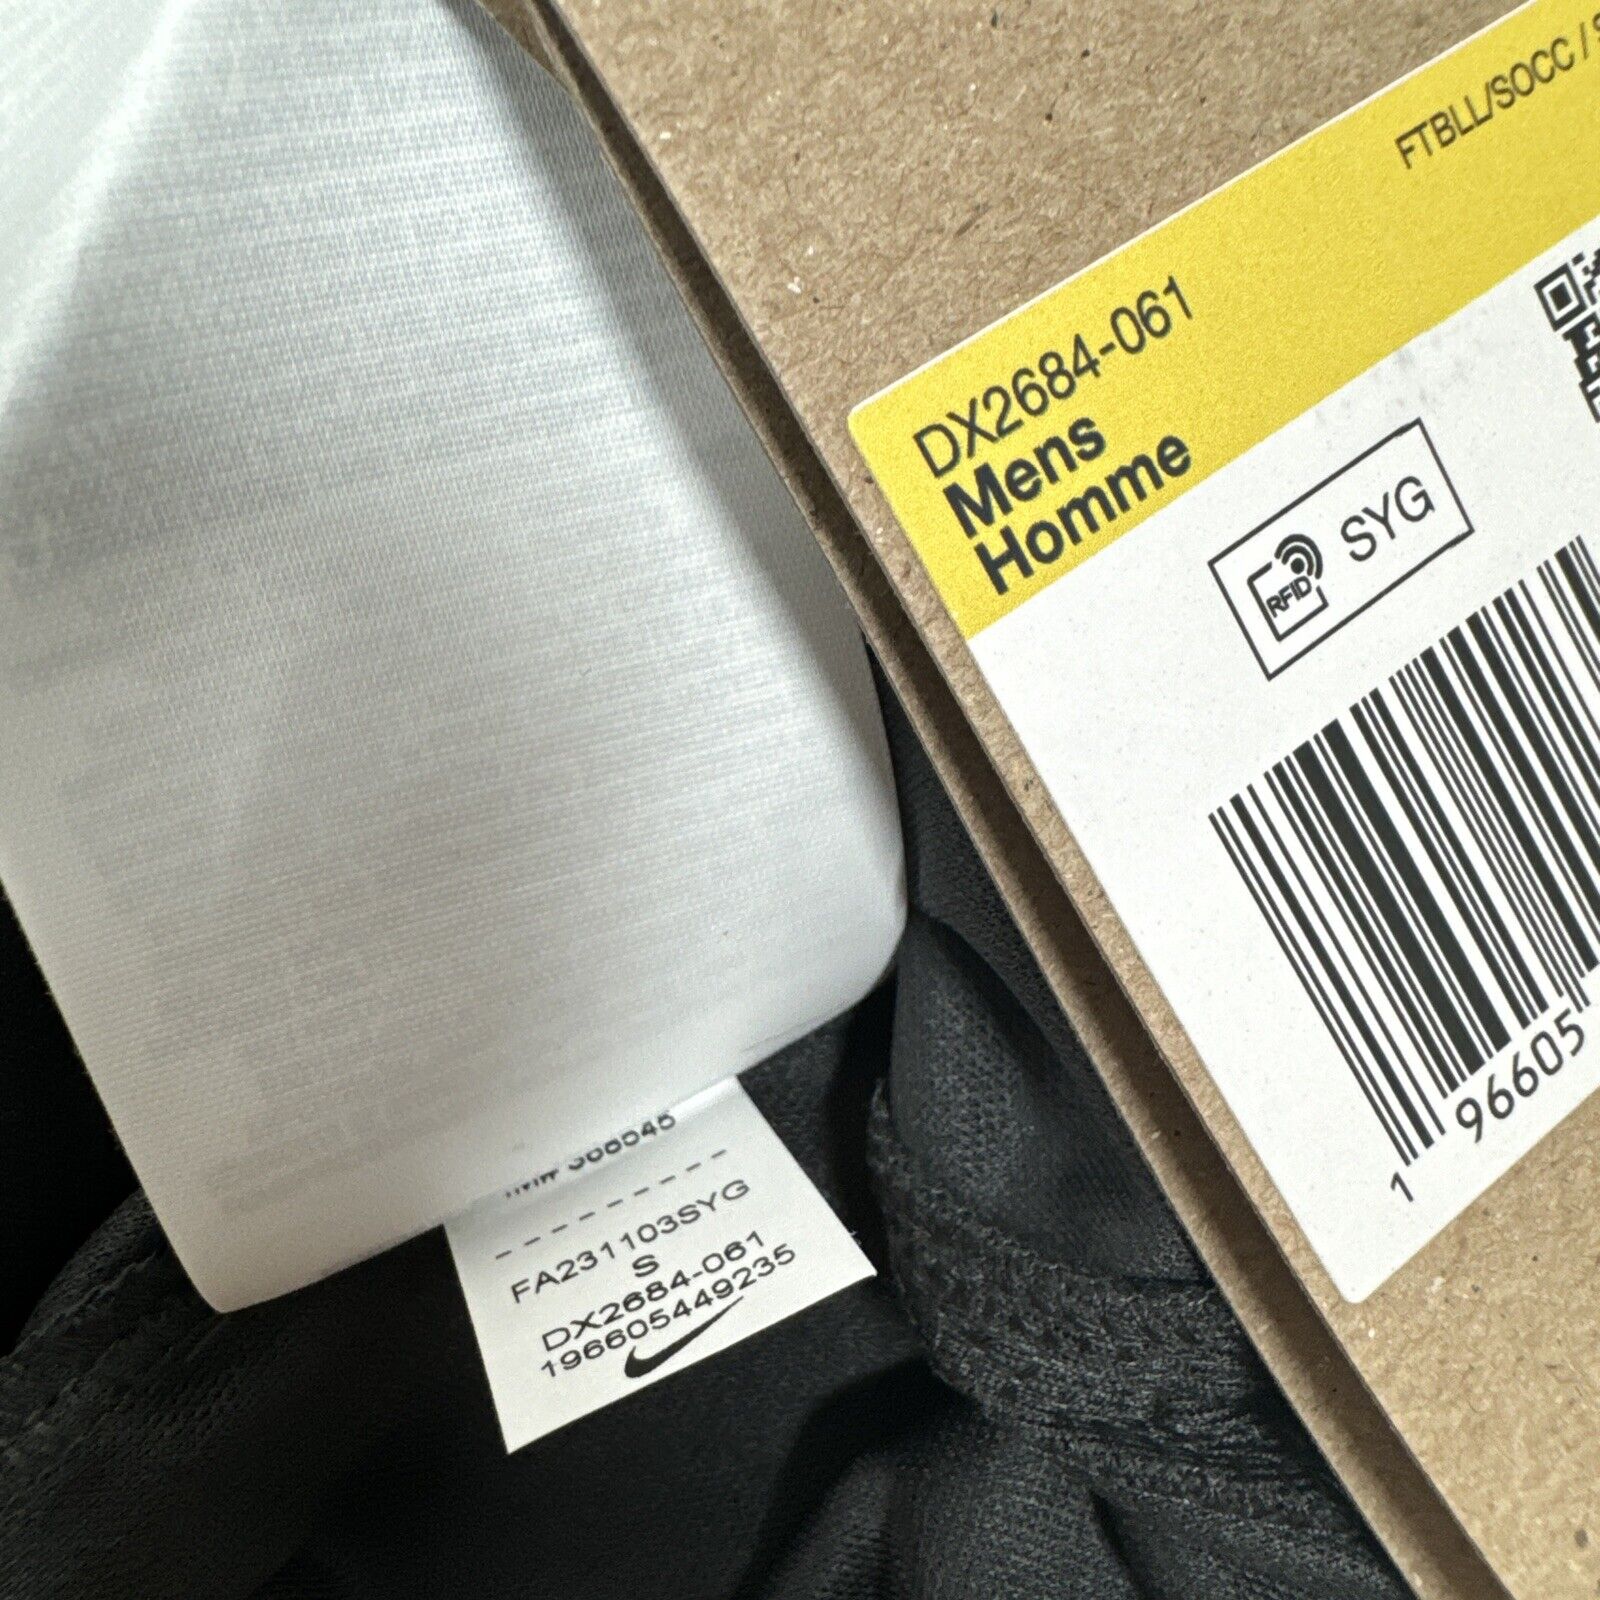 FTBLL/SOCC /
DX2684-061
Mens
Homme
RFID SYG
1 96605
FA231103SYG
S
DX2684-061
196605449235